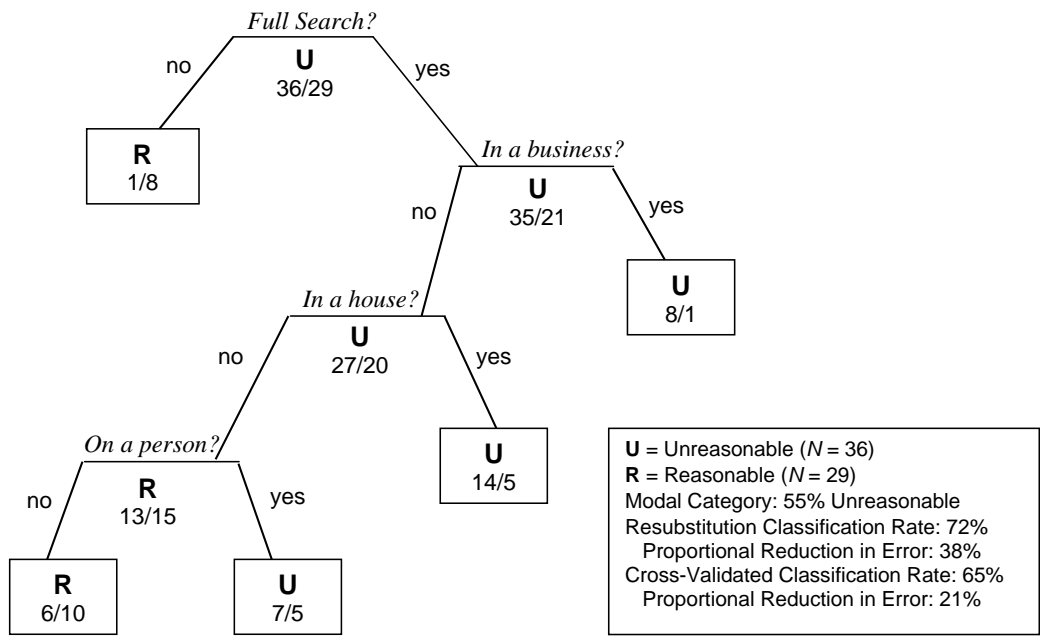 Full Search?
no
U
yes
36/29
R
1/8
In a business?
no
U
yes
35/21
U
8/1
In a house?
no
U
yes
27/20
U
14/5
On a person?
no
R
yes
13/15
R
6/10
U
7/5
U = Unreasonable (N = 36)
R = Reasonable (N = 29)
Modal Category: 55% Unreasonable
Resubstitution Classification Rate: 72%
Proportional Reduction in Error: 38%
Cross-Validated Classification Rate: 65%
Proportional Reduction in Error: 21%